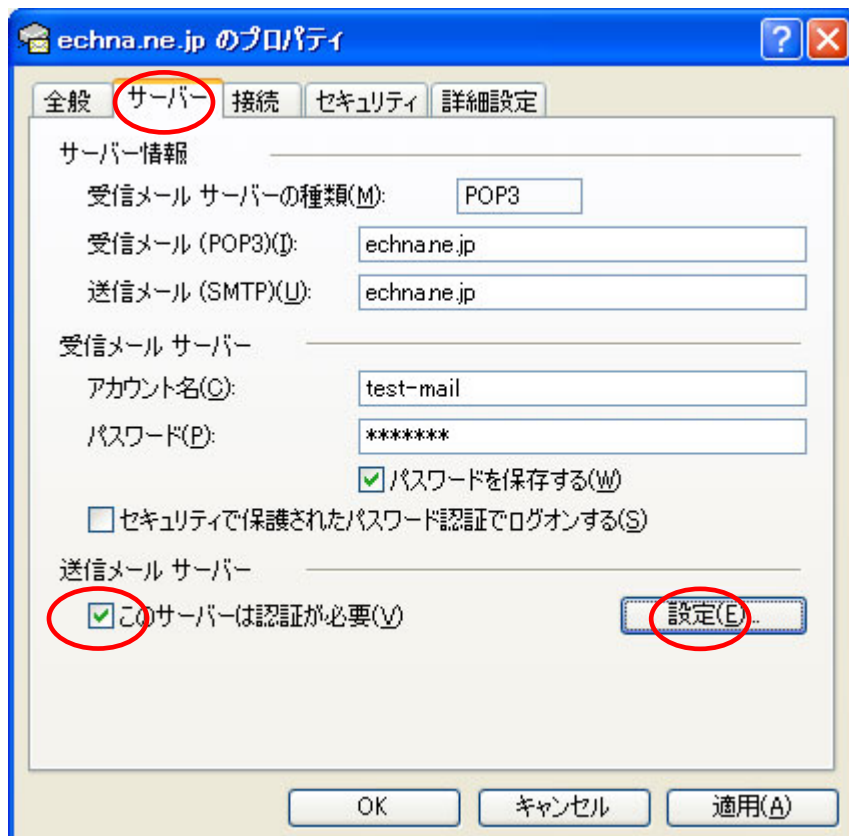 echna.ne.jp のプロパティ
全般 サーバー 接続 セキュリティ 詳細設定
サーバー情報
受信メール サーバーの種類(M): POP3
受信メール (POP3)(I): echna.ne.jp
送信メール (SMTP)(U): echna.ne.jp
受信メール サーバー
アカウント名(C): test-mail
パスワード(P): *******
パスワードを保存する(W)
セキュリティで保護されたパスワード認証でログオンする(S)
送信メール サーバー
このサーバーは認証が必要(V) 設定(E)...
OK キャンセル 適用(A)